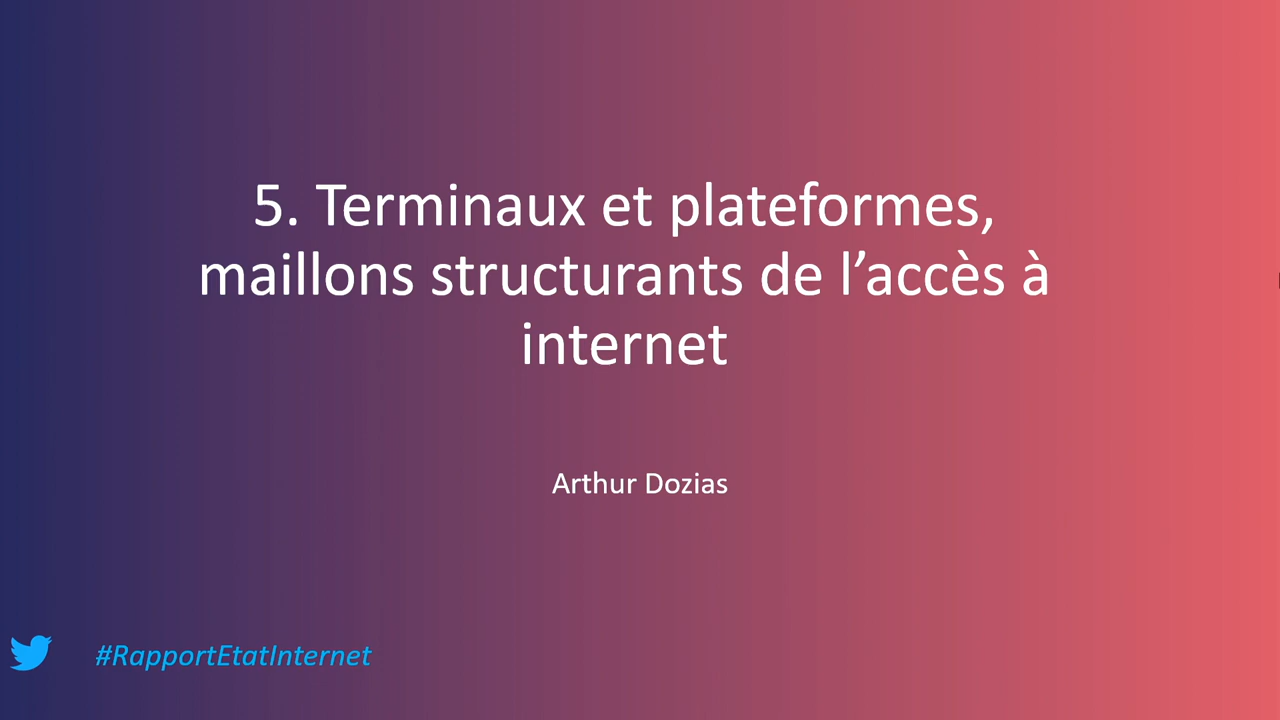 5. Terminaux et plateformes,
maillons structurants de l’accès à
internet
Arthur Dozias
#RapportEtatInternet